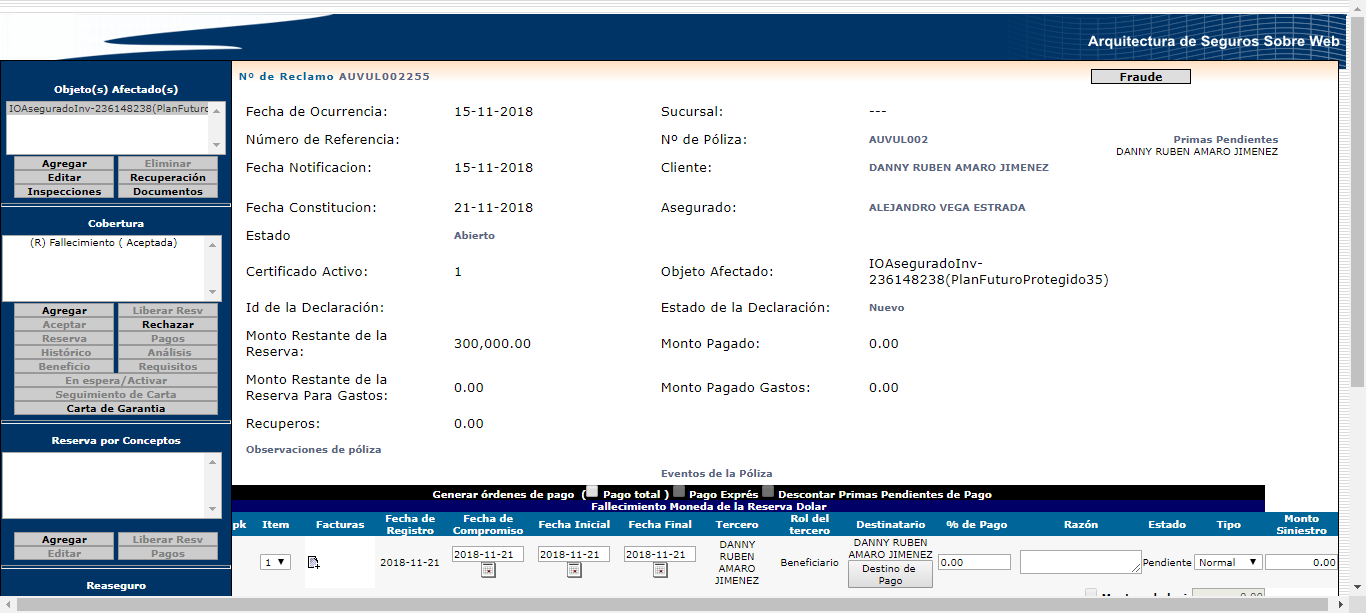 Arquitectura de Seguros Sobre Web
Objeto(s) Afectado(s)
IOAseguradoInv-236148238(PlanFuturo
Agregar Eliminar
Editar Recuperación
Inspecciones Documentos
Cobertura
(R) Fallecimiento ( Aceptada)
Agregar Liberar Resv
Aceptar Rechazar
Reserva Pagos
Histórico Análisis
Beneficio Requisitos
En espera/Activar
Seguimiento de Carta
Carta de Garantia
Reserva por Conceptos
Agregar Liberar Resv
Editar Pagos
Reaseguro
Nº de Reclamo AUVUL002255
Fraude
Fecha de Ocurrencia: 15-11-2018 Sucursal: ---
Número de Referencia: Nº de Póliza: AUVUL002 Primas Pendientes
DANNY RUBEN AMARO JIMENEZ
Fecha Notificacion: 15-11-2018 Cliente: DANNY RUBEN AMARO JIMENEZ
Fecha Constitucion: 21-11-2018 Asegurado: ALEJANDRO VEGA ESTRADA
Estado Abierto
Certificado Activo: 1 Objeto Afectado: IOAseguradoInv-
236148238(PlanFuturoProtegido35)
Id de la Declaración: Estado de la Declaración: Nuevo
Monto Restante de la
Reserva: 300,000.00 Monto Pagado: 0.00
Monto Restante de la
Reserva Para Gastos: 0.00 Monto Pagado Gastos: 0.00
Recuperos: 0.00
Observaciones de póliza
Eventos de la Póliza
Generar órdenes de pago ( Pago total ) Pago Exprés Descontar Primas Pendientes de Pago
Fallecimiento Moneda de la Reserva Dolar
pk Item Facturas Fecha de Registro Fecha de Compromiso Fecha Inicial Fecha Final Tercero Rol del tercero Destinatario % de Pago Razón Estado Tipo Monto Siniestro
1 2018-11-21 2018-11-21 2018-11-21 2018-11-21 DANNY RUBEN AMARO JIMENEZ Beneficiario DANNY RUBEN AMARO JIMENEZ 0.00 Pendiente Normal 0.00
Destino de Pago